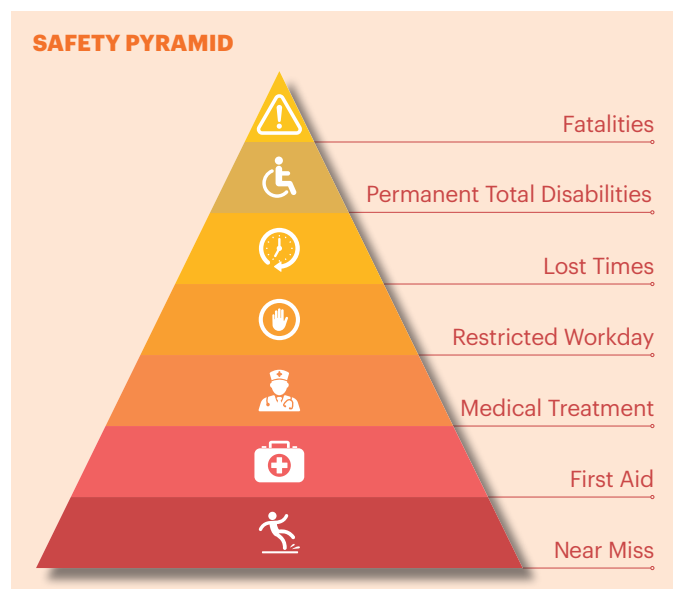 SAFETY PYRAMID
Fatalities
Permanent Total Disabilities
Lost Times
Restricted Workday
Medical Treatment
First Aid
Near Miss